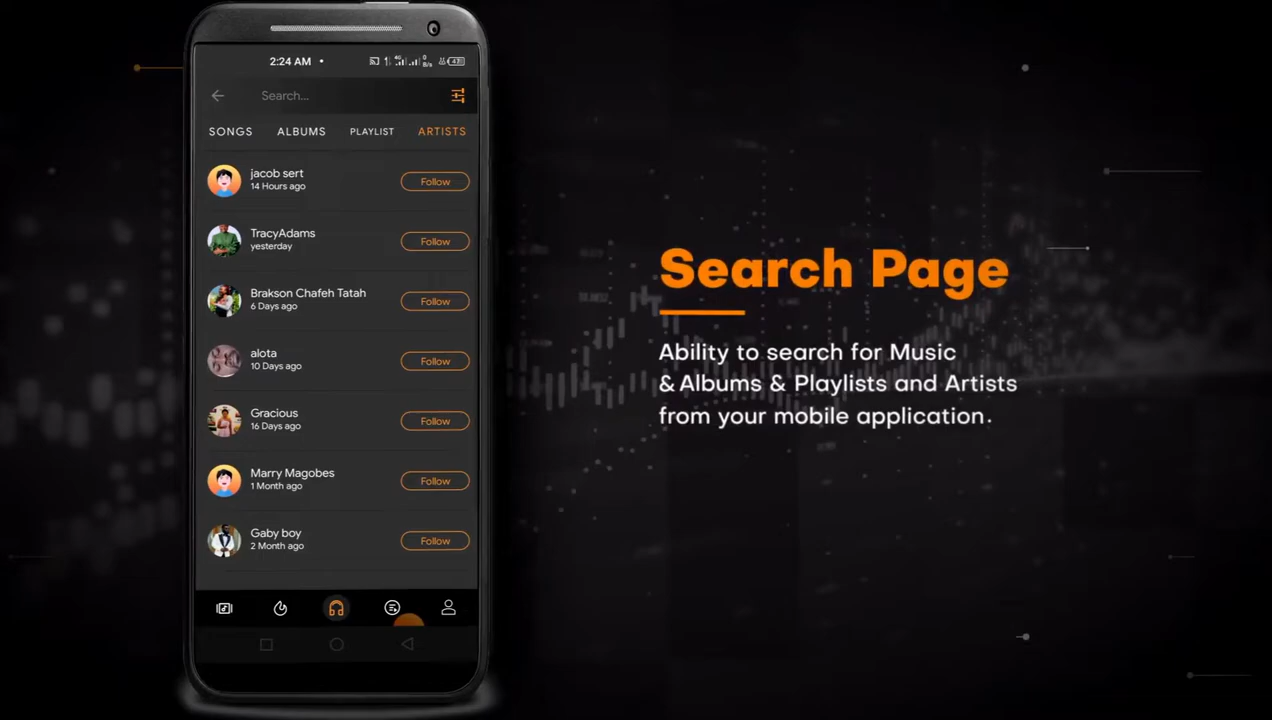 2:24 AM
Search...
SONGS ALBUMS PLAYLIST ARTISTS
jacob sert
14 Hours ago
Follow
TracyAdams
yesterday
Follow
Brakson Chafeh Tatah
6 Days ago
Follow
alota
10 Days ago
Follow
Gracious
16 Days ago
Follow
Marry Magobes
1 Month ago
Follow
Gaby boy
2 Month ago
Follow
Search Page
Ability to search for Music
& Albums & Playlists and Artists
from your mobile application.